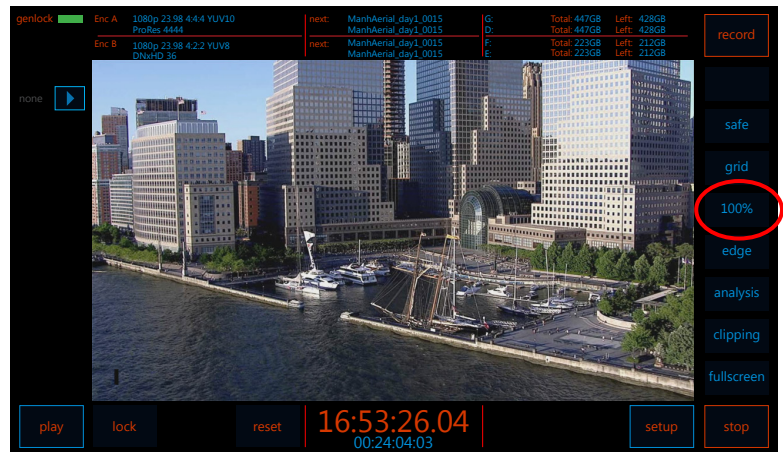 genlock
Enc A 1080p 23.98 4:4:4 YUV10
ProRes 4444
next: ManhAerial_day1_0015
ManhAerial_day1_0015
G: Total: 447GB Left: 428GB
D: Total: 447GB Left: 428GB
Enc B 1080p 23.98 4:2:2 YUV8
DNxHD 36
next: ManhAerial_day1_0015
ManhAerial_day1_0015
F: Total: 223GB Left: 212GB
E: Total: 223GB Left: 212GB
record
none
safe
grid
100%
edge
analysis
clipping
fullscreen
play
lock
reset
16:53:26.04
00:24:04:03
setup
stop